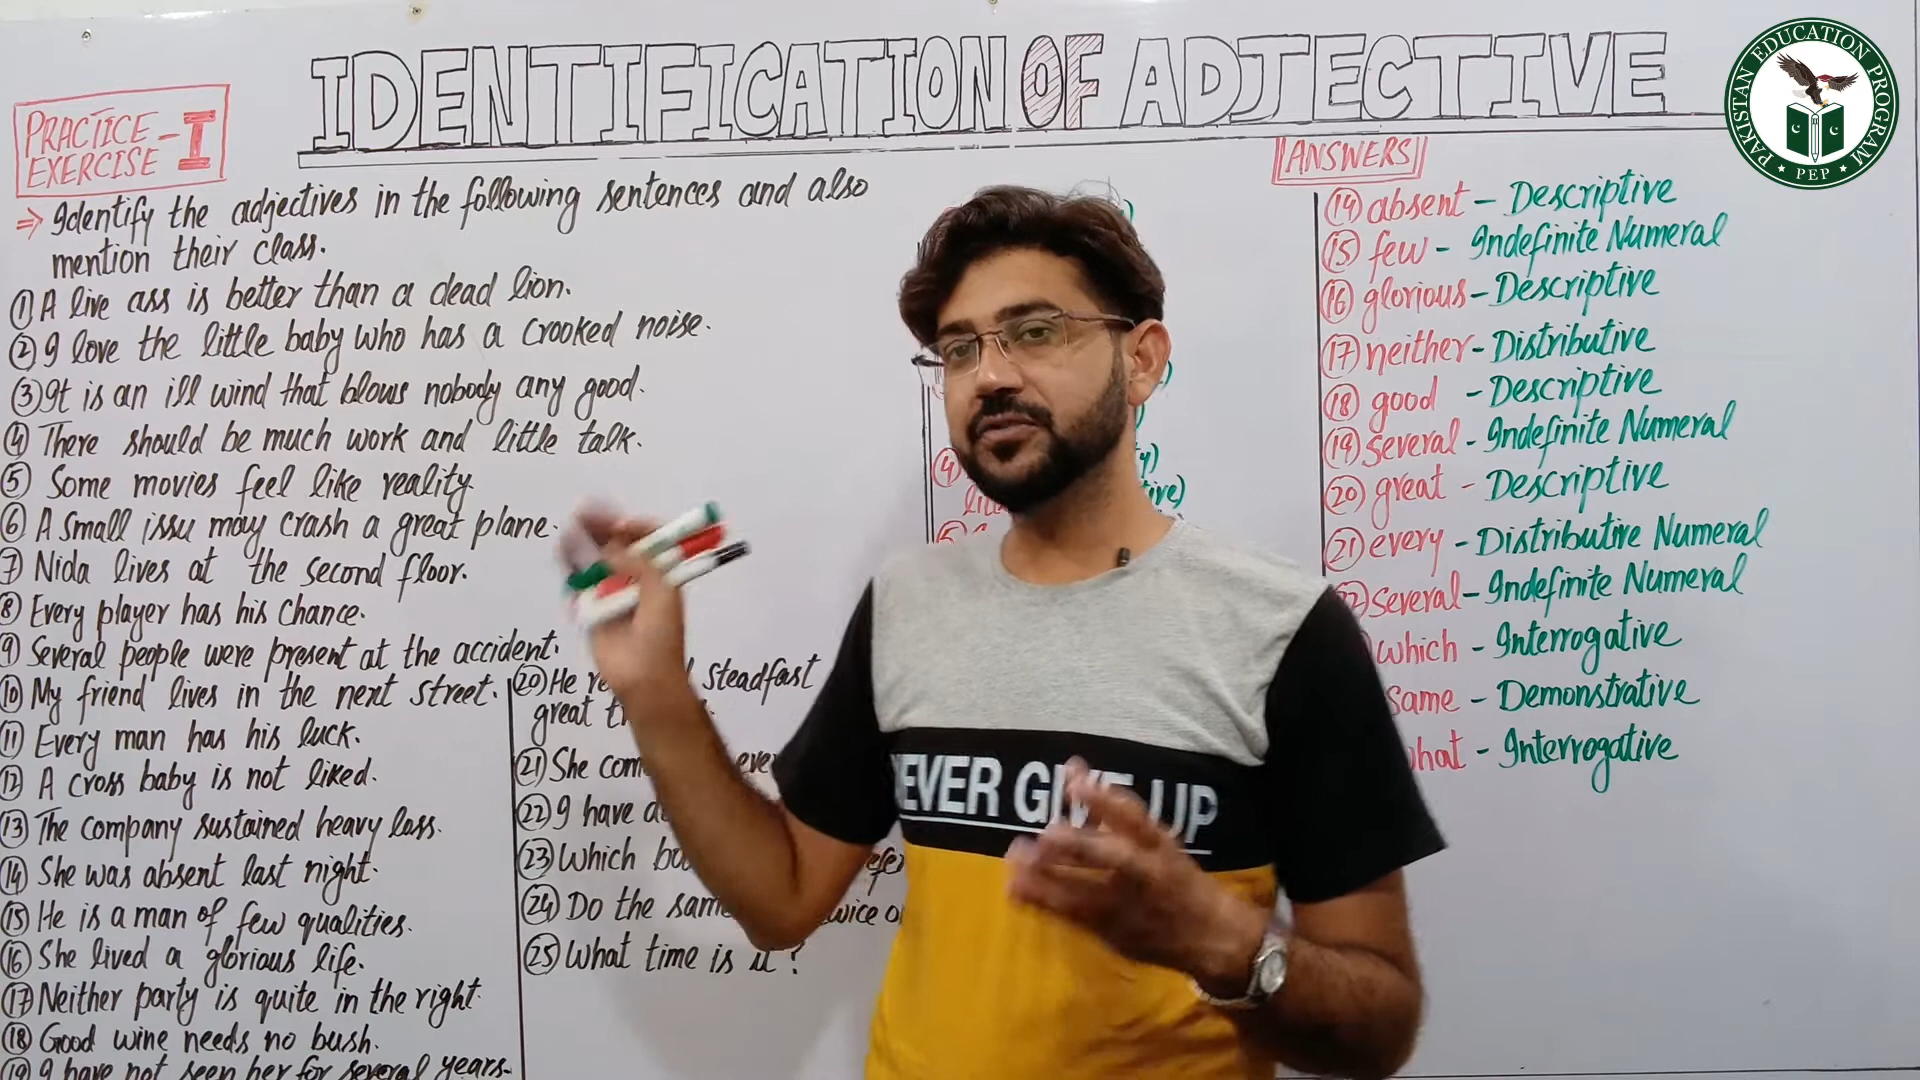 IDENTIFICATION OF ADJECTIVE
PRACTICE
EXERCISE - I
⇒ Identify the adjectives in the following sentences and also
mention their class.
① A live ass is better than a dead lion.
② I love the little baby who has a crooked noise.
③ It is an ill wind that blows nobody any good.
④ There should be much work and little talk.
⑤ Some movies feel like reality.
⑥ A small issu may crash a great plane.
⑦ Nida lives at the second floor.
⑧ Every player has his chance.
⑨ Several people were present at the accident.
⑩ My friend lives in the next street.
⑪ Every man has his luck.
⑫ A cross baby is not liked.
⑬ The company sustained heavy loss.
⑭ She was absent last night.
⑮ He is a man of few qualities.
⑯ She lived a glorious life.
⑰ Neither party is quite in the right.
⑱ Good wine needs no bush.
⑲ I have not seen her for several years.
⑳ He steadfast
great
㉑ She
㉒ I have
㉓ Which
㉔ Do the same
㉕ What time is it?
ANSWERS
④
⑭ absent - Descriptive
⑮ few - Indefinite Numeral
⑯ glorious - Descriptive
⑰ neither - Distributive
⑱ good - Descriptive
⑲ several - Indefinite Numeral
⑳ great - Descriptive
㉑ every - Distributive Numeral
several - Indefinite Numeral
which - Interrogative
same - Demonstrative
what - Interrogative
NEVER GIVE UP
PAKISTAN EDUCATION PROGRAM
PEP